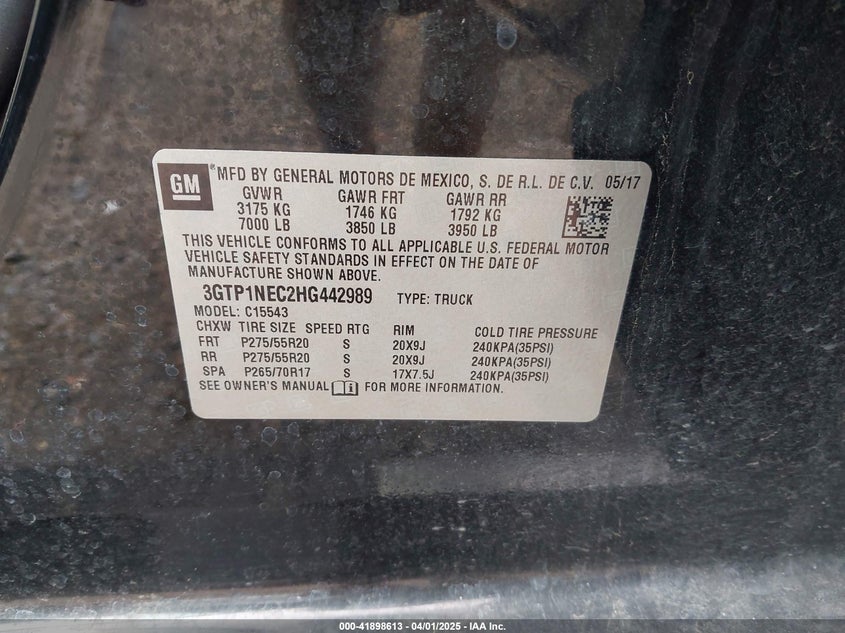 GM
®MFD BY GENERAL MOTORS DE MEXICO, S. DE R.L. DE C.V. 05/17
GVWR GAWR FRT GAWR RR
3175 KG 1746 KG 1792 KG
7000 LB 3850 LB 3950 LB
THIS VEHICLE CONFORMS TO ALL APPLICABLE U.S. FEDERAL MOTOR
VEHICLE SAFETY STANDARDS IN EFFECT ON THE DATE OF
MANUFACTURE SHOWN ABOVE.
3GTP1NEC2HG442989 TYPE: TRUCK
MODEL: C15543
CHXW TIRE SIZE SPEED RTG RIM COLD TIRE PRESSURE
FRT P275/55R20 S 20X9J 240KPA(35PSI)
RR P275/55R20 S 20X9J 240KPA(35PSI)
SPA P265/70R17 S 17X7.5J 240KPA(35PSI)
SEE OWNER'S MANUAL i FOR MORE INFORMATION.
000-41898613 04/01/2025 - IAA Inc.